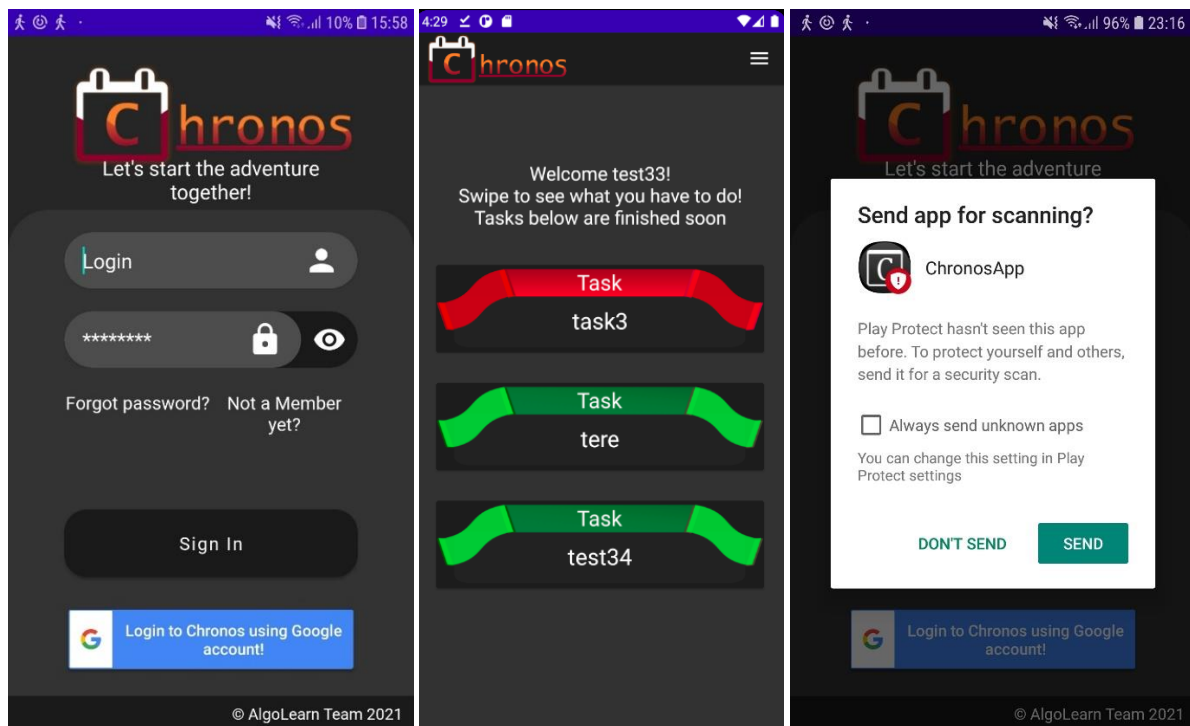 10% 15:58
Chronos
Let's start the adventure
together!
Login
********
Forgot password?
Not a Member
yet?
Sign In
G Login to Chronos using Google
account!
© AlgoLearn Team 2021
4:29
Chronos
Welcome test33!
Swipe to see what you have to do!
Tasks below are finished soon
Task
task3
Task
tere
Task
test34
96% 23:16
Chronos
Let's start the adventure
Send app for scanning?
C
ChronosApp
Play Protect hasn't seen this app
before. To protect yourself and others,
send it for a security scan.
Always send unknown apps
You can change this setting in Play
Protect settings
DON'T SEND
SEND
G Login to Chronos using Google
account!
© AlgoLearn Team 2021